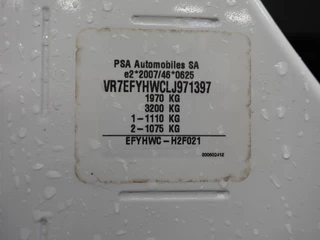 PSA Automobiles SA
e2*2007/46*0625
VR7EFYHWCLJ971397
1970 KG
3200 KG
1-1110 KG
2-1075 KG
EFYHWC-H2F021